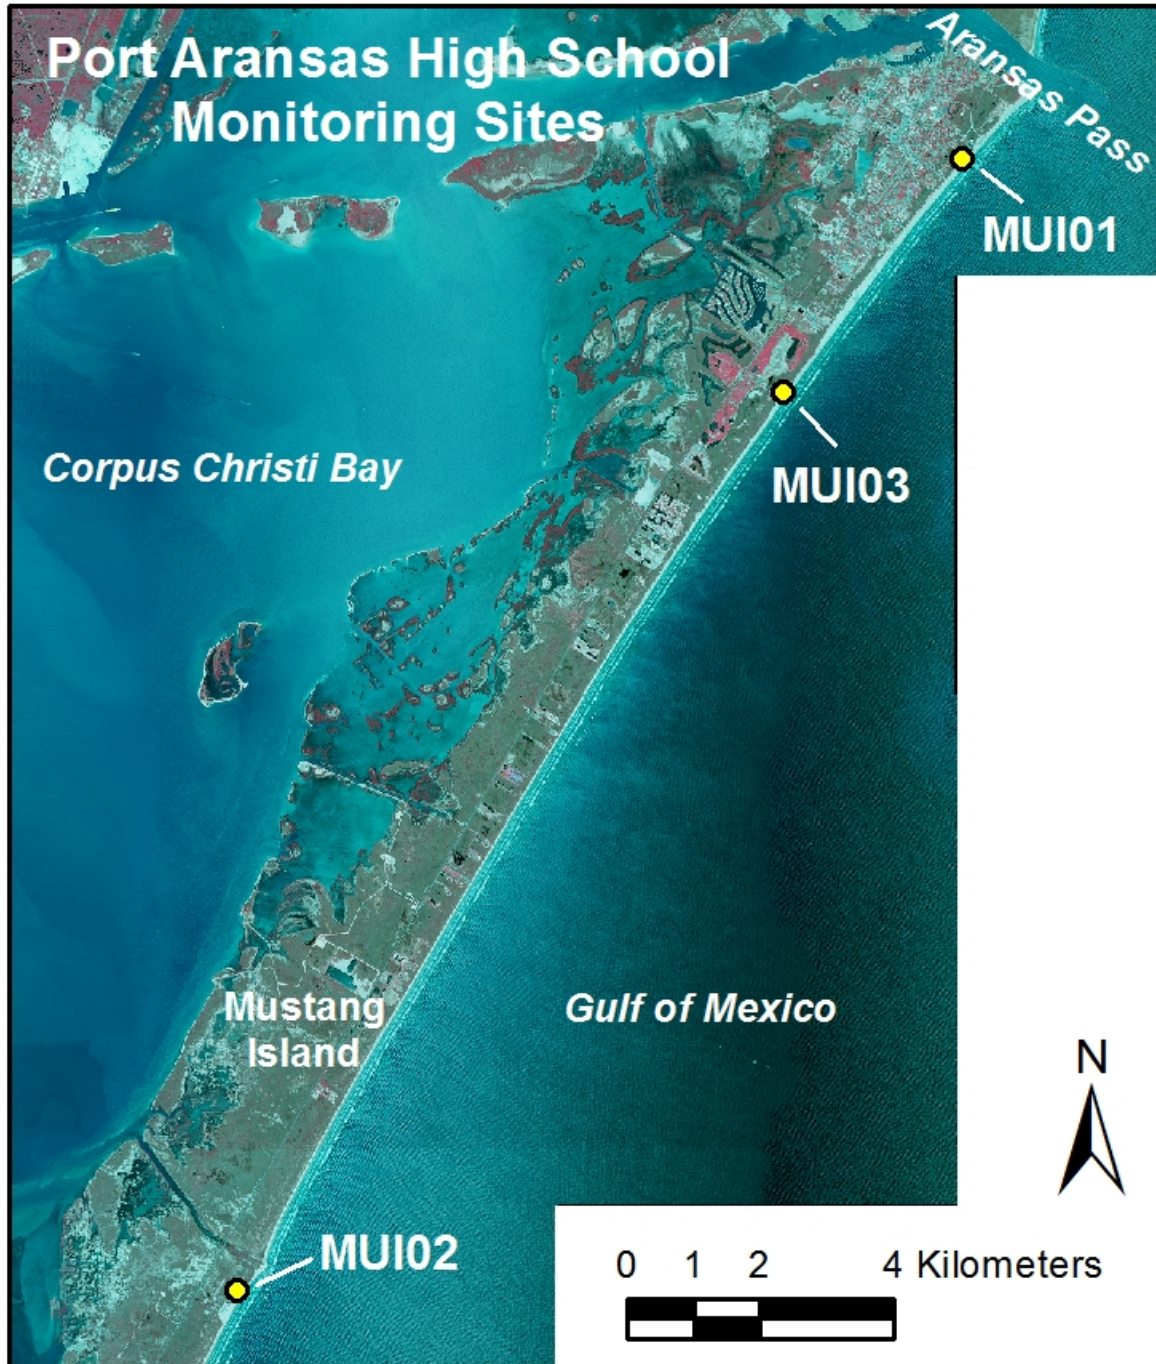 Port Aransas High School
Monitoring Sites
Aransas Pass
MUI01
MUI03
Corpus Christi Bay
Mustang
Island
Gulf of Mexico
N
MUI02
0 1 2 4 Kilometers